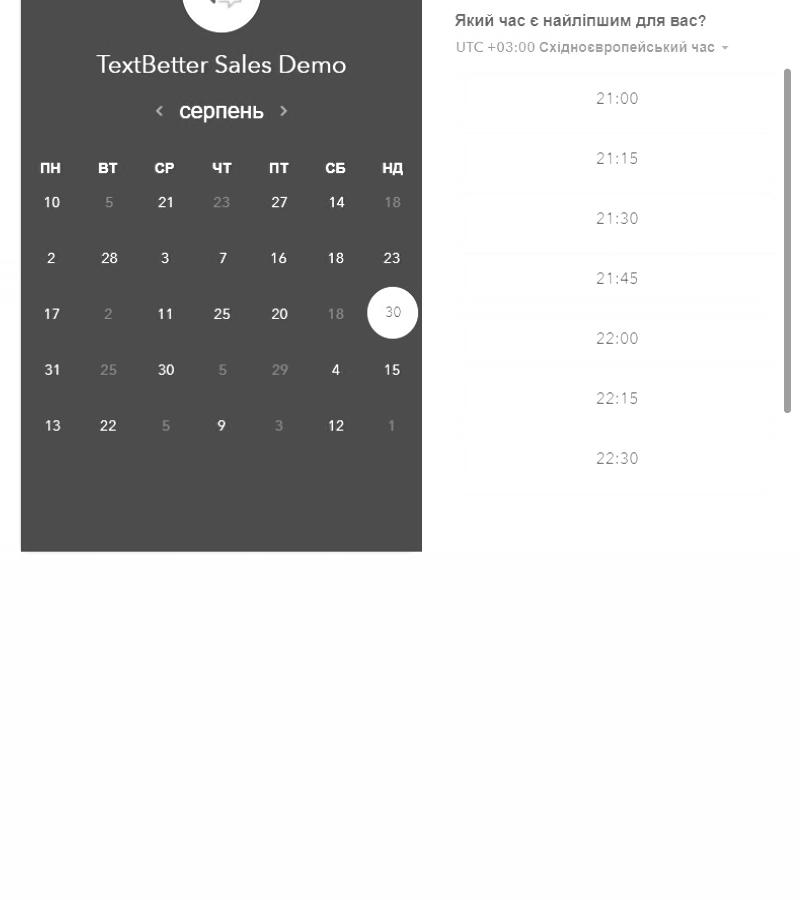 TextBetter Sales Demo
серпень
ПН ВТ СР ЧТ ПТ СБ НД
10 5 21 23 27 14 18
2 28 3 7 16 18 23
17 2 11 25 20 18 30
31 25 30 5 29 4 15
13 22 5 9 3 12 1
Який час є найліпшим для вас?
UTC +03:00 Східноєвропейський час
21:00
21:15
21:30
21:45
22:00
22:15
22:30